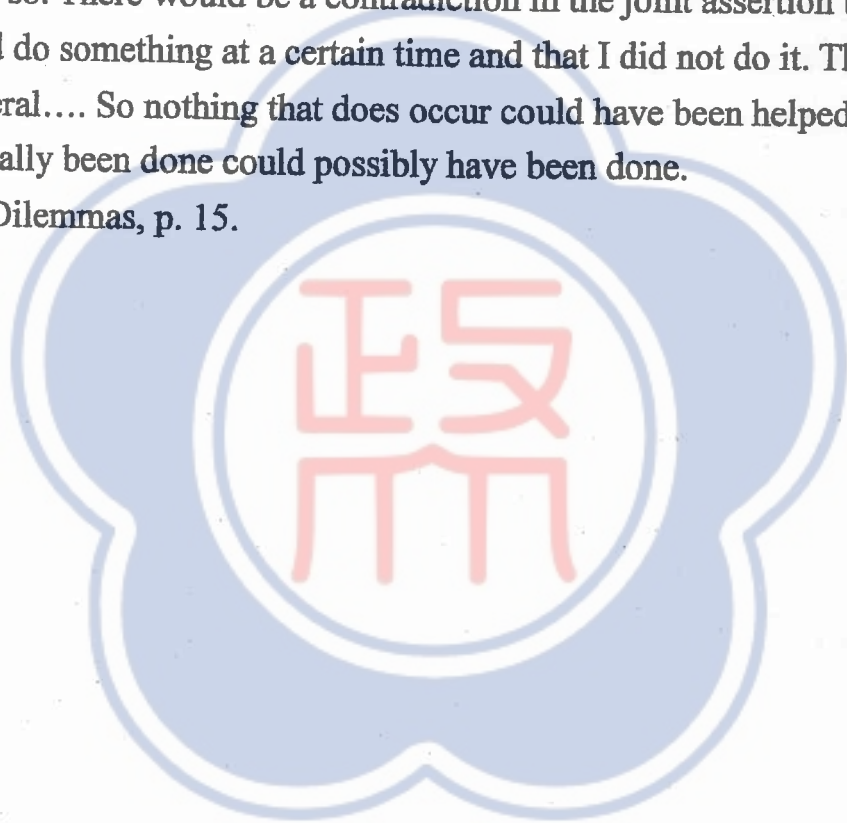 so. There would be a contradiction in the joint assertion
do something at a certain time and that I did not do it.
eral.... So nothing that does occur could have been helped
ally been done could possibly have been done.
Dilemmas, p. 15.
政
大